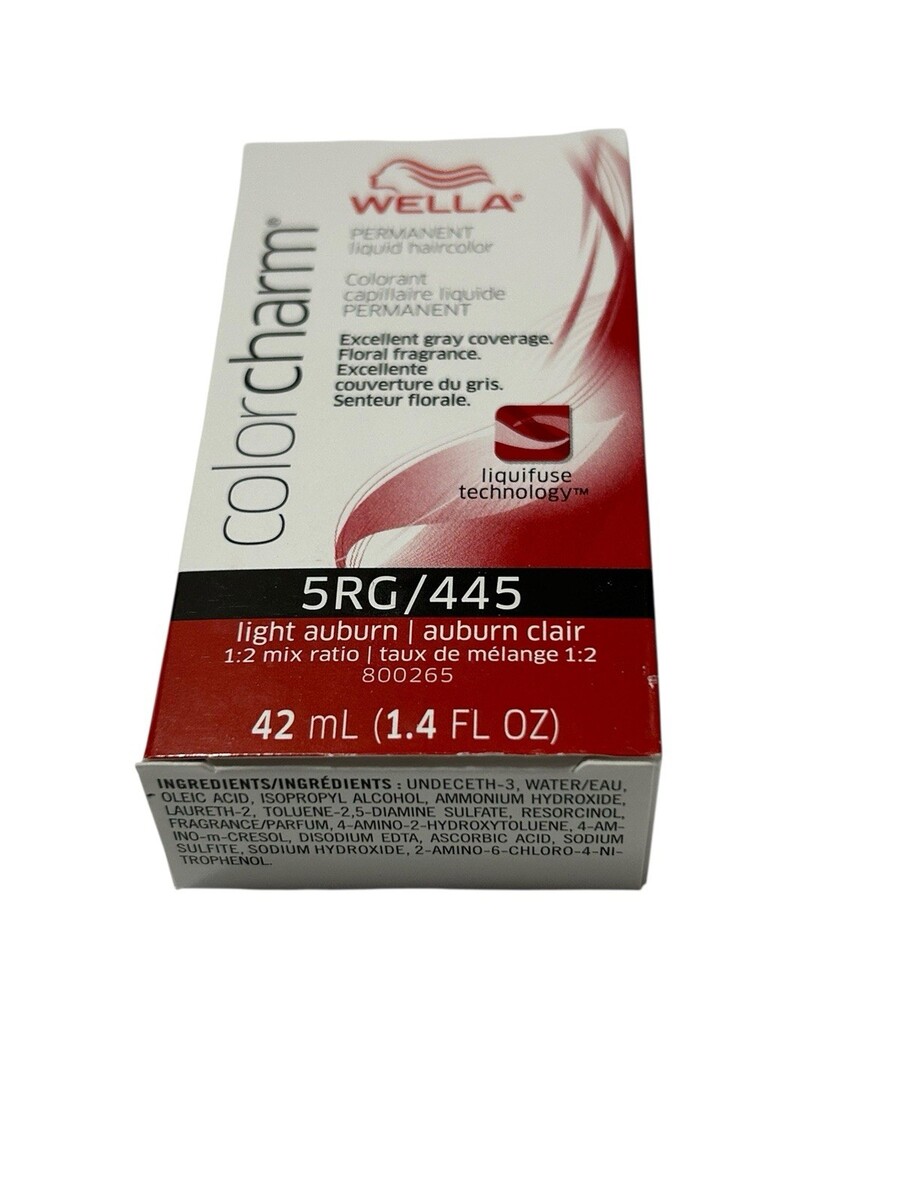 WELLA®
PERMANENT
liquid haircolor
Colorant
capillaire liquide
PERMANENT
Excellent gray coverage.
Floral fragrance.
Excellente
couverture du gris.
Senteur florale.
colorcharm®
liquifuse
technology™
5RG/445
light auburn | auburn clair
1:2 mix ratio | taux de mélange 1:2
800265
42 mL (1.4 FL OZ)
INGREDIENTS/INGRÉDIENTS : UNDECETH-3, WATER/EAU,
OLEIC ACID, ISOPROPYL ALCOHOL, AMMONIUM HYDROXIDE,
LAURETH-2, TOLUENE-2,5-DIAMINE SULFATE, RESORCINOL,
FRAGRANCE/PARFUM, 4-AMINO-2-HYDROXYTOLUENE, 4-AM-
INO-m-CRESOL, DISODIUM EDTA, ASCORBIC ACID, SODIUM
SULFITE, SODIUM HYDROXIDE, 2-AMINO-6-CHLORO-4-NI-
TROPHENOL.